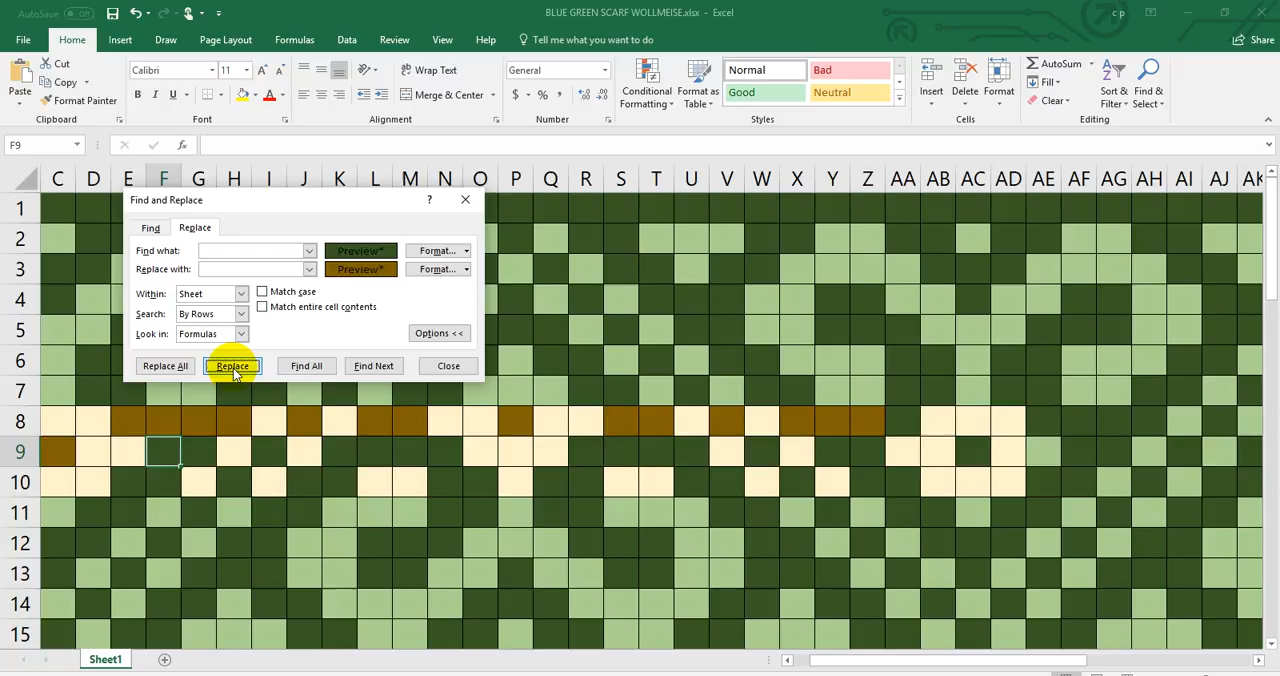 AutoSave Off BLUE GREEN SCARF WOLLMEISE.xlsx - Excel c p
File Home Insert Draw Page Layout Formulas Data Review View Help Tell me what you want to do Share
Paste Cut Copy Format Painter Clipboard
Calibri 11 A A B I U A Font
Wrap Text Merge & Center Alignment
General $ % , Number
Conditional Formatting Format as Table Normal Bad Good Neutral Styles
Insert Delete Format Cells
AutoSum Fill Clear Sort & Filter Find & Select Editing
F9 fx
C D E F G H I J K L M N O P Q R S T U V W X Y Z AA AB AC AD AE AF AG AH AI AJ AK
1
2
3
4
5
6
7
8
9
10
11
12
13
14
15
Find and Replace ?
Find Replace
Find what: Preview* Format...
Replace with: Preview* Format...
Within: Sheet Match case
Search: By Rows Match entire cell contents
Look in: Formulas Options <<
Replace All Replace Find All Find Next Close
Sheet1